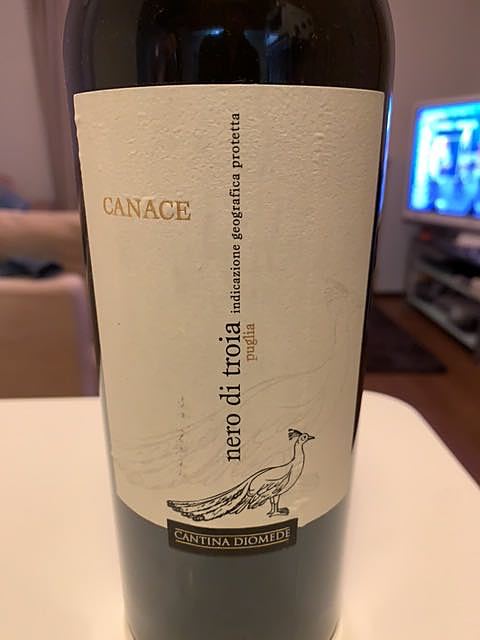 CANACE
nero di troia indicazione geografica protetta
puglia
CANTINA DIOMEDE